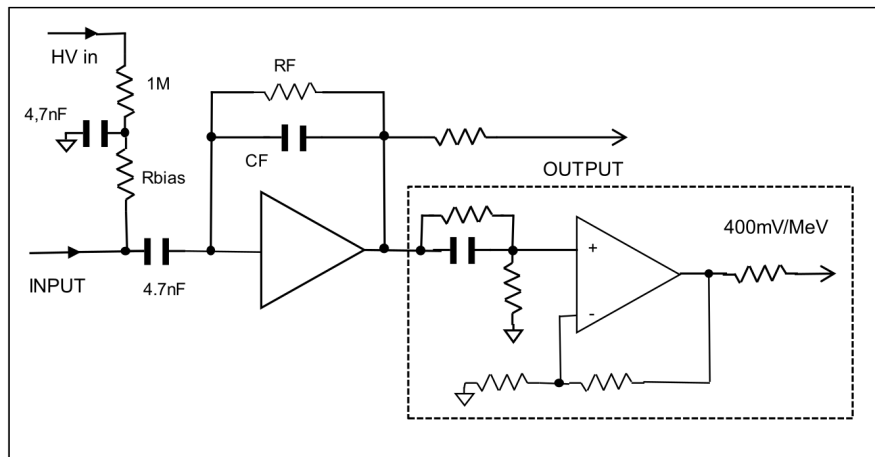 HV in
1M
RF
4,7nF
CF
Rbias
OUTPUT
400mV/MeV
INPUT
4.7nF
+
-